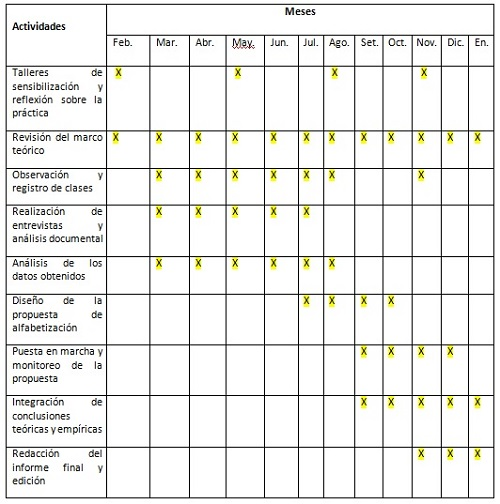 Meses
Actividades
Feb. Mar. Abr. May. Jun. Jul. Ago. Set. Oct. Nov. Dic. En.
Talleres de X X X X
sensibilización y
reflexión sobre la
práctica.
Revisión del marco X X X X X X X X X X X X
teórico
Observación y X X X X X X X
registro de clases
Realización de X X X X X
entrevistas y
análisis documental
Análisis de los X X X X X X
datos obtenidos
Diseño de la X X X X
propuesta de
alfabetización
Puesta en marcha y X X X X
monitoreo de la
propuesta
Integración de X X X X X
conclusiones
teóricas y empíricas
Redacción del X X X
informe final y
edición